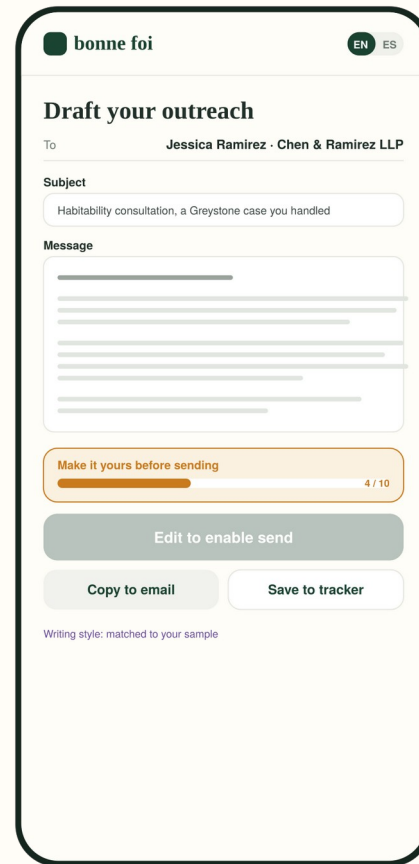 bonne foi
EN ES
Draft your outreach
To Jessica Ramirez · Chen & Ramirez LLP
Subject
Habitability consultation, a Greystone case you handled
Message
Make it yours before sending
4 / 10
Edit to enable send
Copy to email Save to tracker
Writing style: matched to your sample